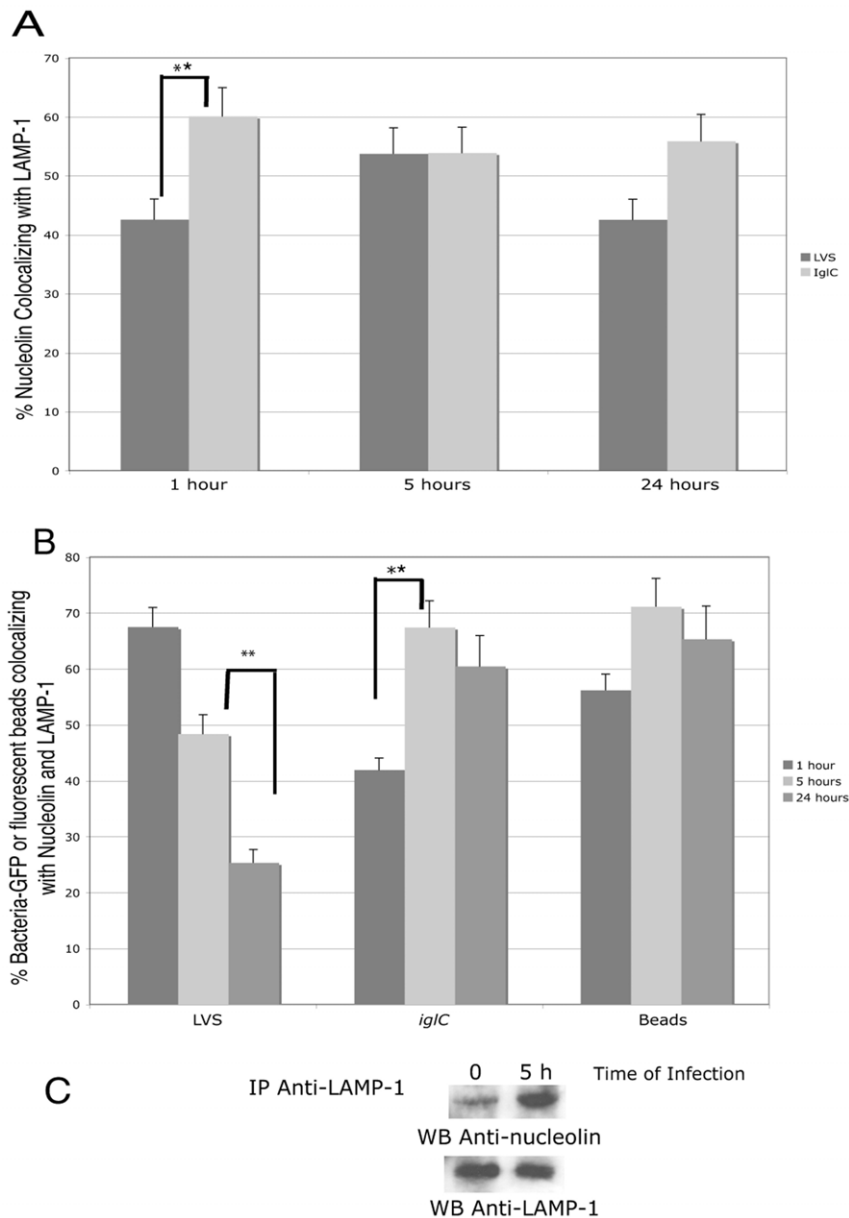 A
% Nucleolin Colocalizing with LAMP-1
70
60
50
40
30
20
10
0
**
1 hour
5 hours
24 hours
LVS
IglC
B
% Bacteria-GFP or fluorescent beads colocalizing
with Nucleolin and LAMP-1
80
70
60
50
40
30
20
10
0
**
**
LVS
iglC
Beads
1 hour
5 hours
24 hours
C
IP Anti-LAMP-1
0 5 h Time of Infection
WB Anti-nucleolin
WB Anti-LAMP-1